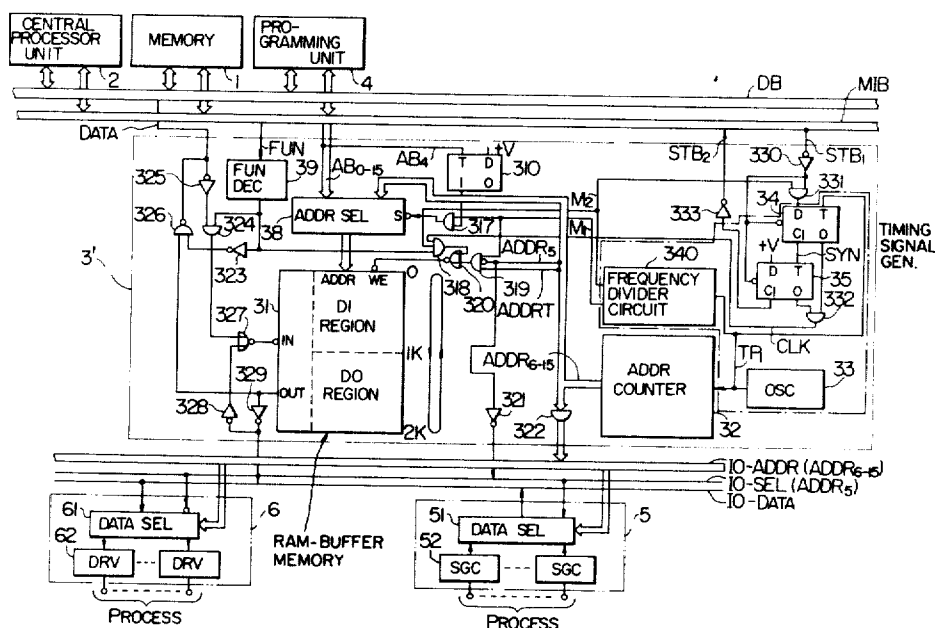 CENTRAL
PROCESSOR
UNIT
2
MEMORY
1
PRO-
GRAMMING
UNIT
4
DB
MIB
DATA
FUN
AB0-15
AB4
+V
T D
I O
310
STB2
STB1
330
331
325
326
324
FUN
DEC
39
38
ADDR SEL
S
317
M2
M1
333
34
D T
CI O
SYN
TIMING
SIGNAL
GEN.
3'
323
ADDR WE
318
320
319
ADDR5
ADDRT
340
FREQUENCY
DIVIDER
CIRCUIT
+V
D T
CI O
35
332
CLK
31
327
IN
DI
REGION
O
1K
DO
REGION
OUT
2K
328
329
ADDR6-15
321
322
ADDR
COUNTER
32
TP1
OSC
33
IO-ADDR (ADDR6-15)
IO-SEL (ADDR5)
IO-DATA
61
DATA SEL
6
62
DRV
DRV
PROCESS
RAM-BUFFER
MEMORY
51
DATA SEL
5
52
SGC
SGC
PROCESS